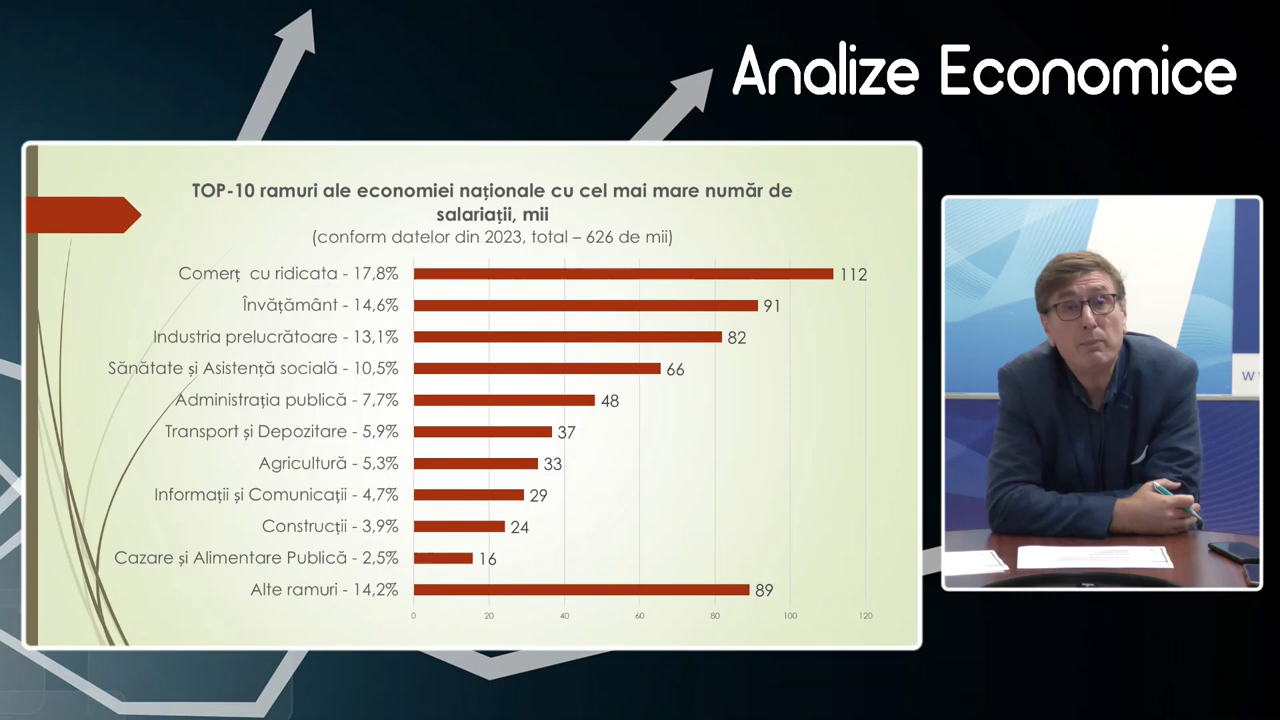 Analize Economice
TOP-10 ramuri ale economiei naționale cu cel mai mare număr de
salariații, mii
(conform datelor din 2023, total – 626 de mii)
Comerț  cu ridicata - 17,8% 112
Învățământ - 14,6% 91
Industria prelucrătoare - 13,1% 82
Sănătate și Asistență socială - 10,5% 66
Administrația publică - 7,7% 48
Transport și Depozitare - 5,9% 37
Agricultură - 5,3% 33
Informații și Comunicații - 4,7% 29
Construcții - 3,9% 24
Cazare și Alimentare Publică - 2,5% 16
Alte ramuri - 14,2% 89
0 20 40 60 80 100 120